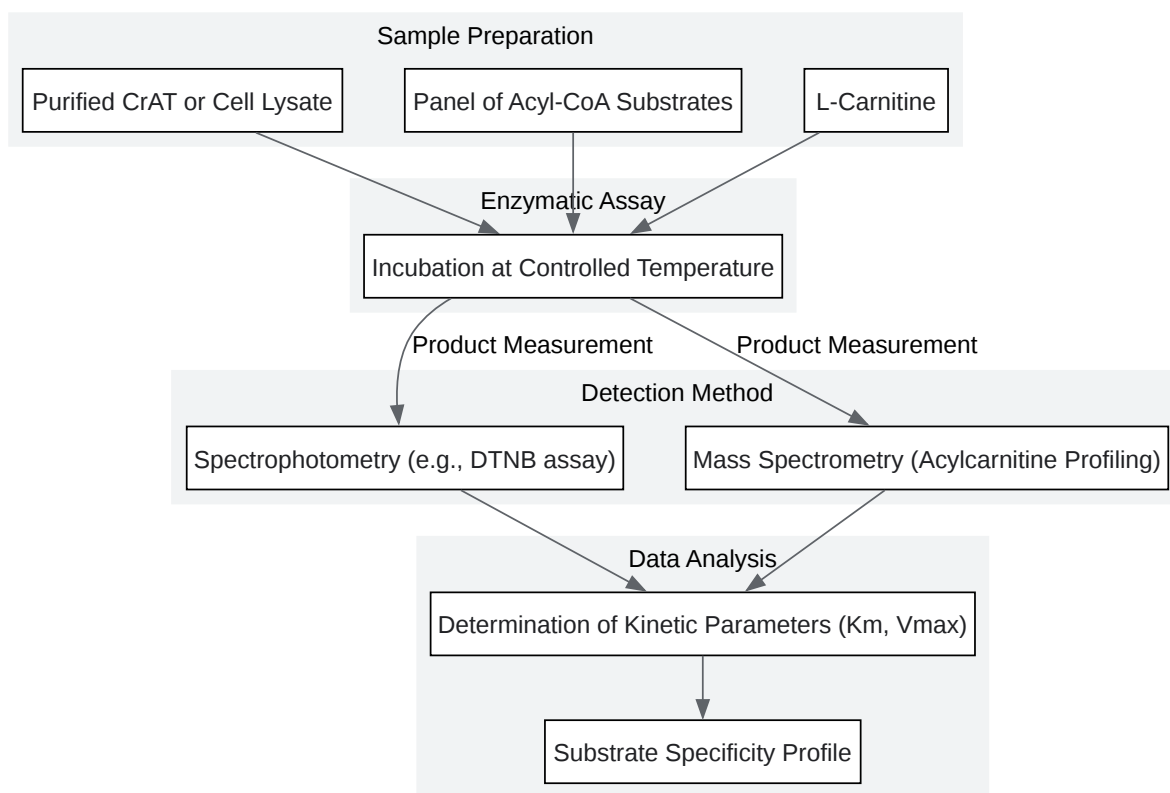 Sample Preparation
Purified CrAT or Cell Lysate
Panel of Acyl-CoA Substrates
L-Carnitine
Enzymatic Assay
Incubation at Controlled Temperature
Product Measurement
Product Measurement
Detection Method
Spectrophotometry (e.g., DTNB assay)
Mass Spectrometry (Acylcarnitine Profiling)
Data Analysis
Determination of Kinetic Parameters (Km, Vmax)
Substrate Specificity Profile